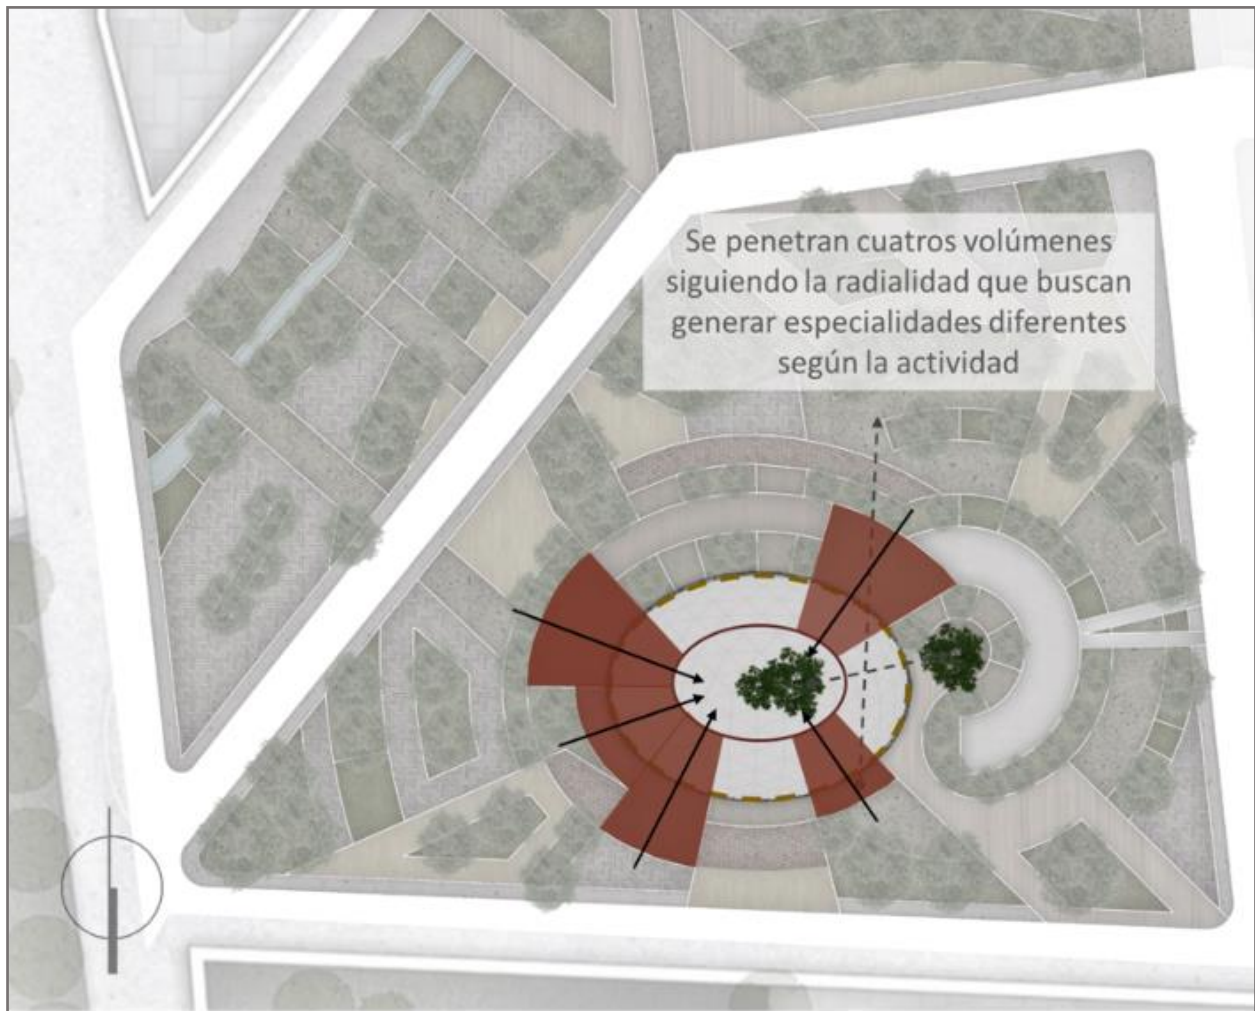 Se penetran cuatros volúmenes
siguiendo la radialidad que buscan
generar especialidades diferentes
según la actividad